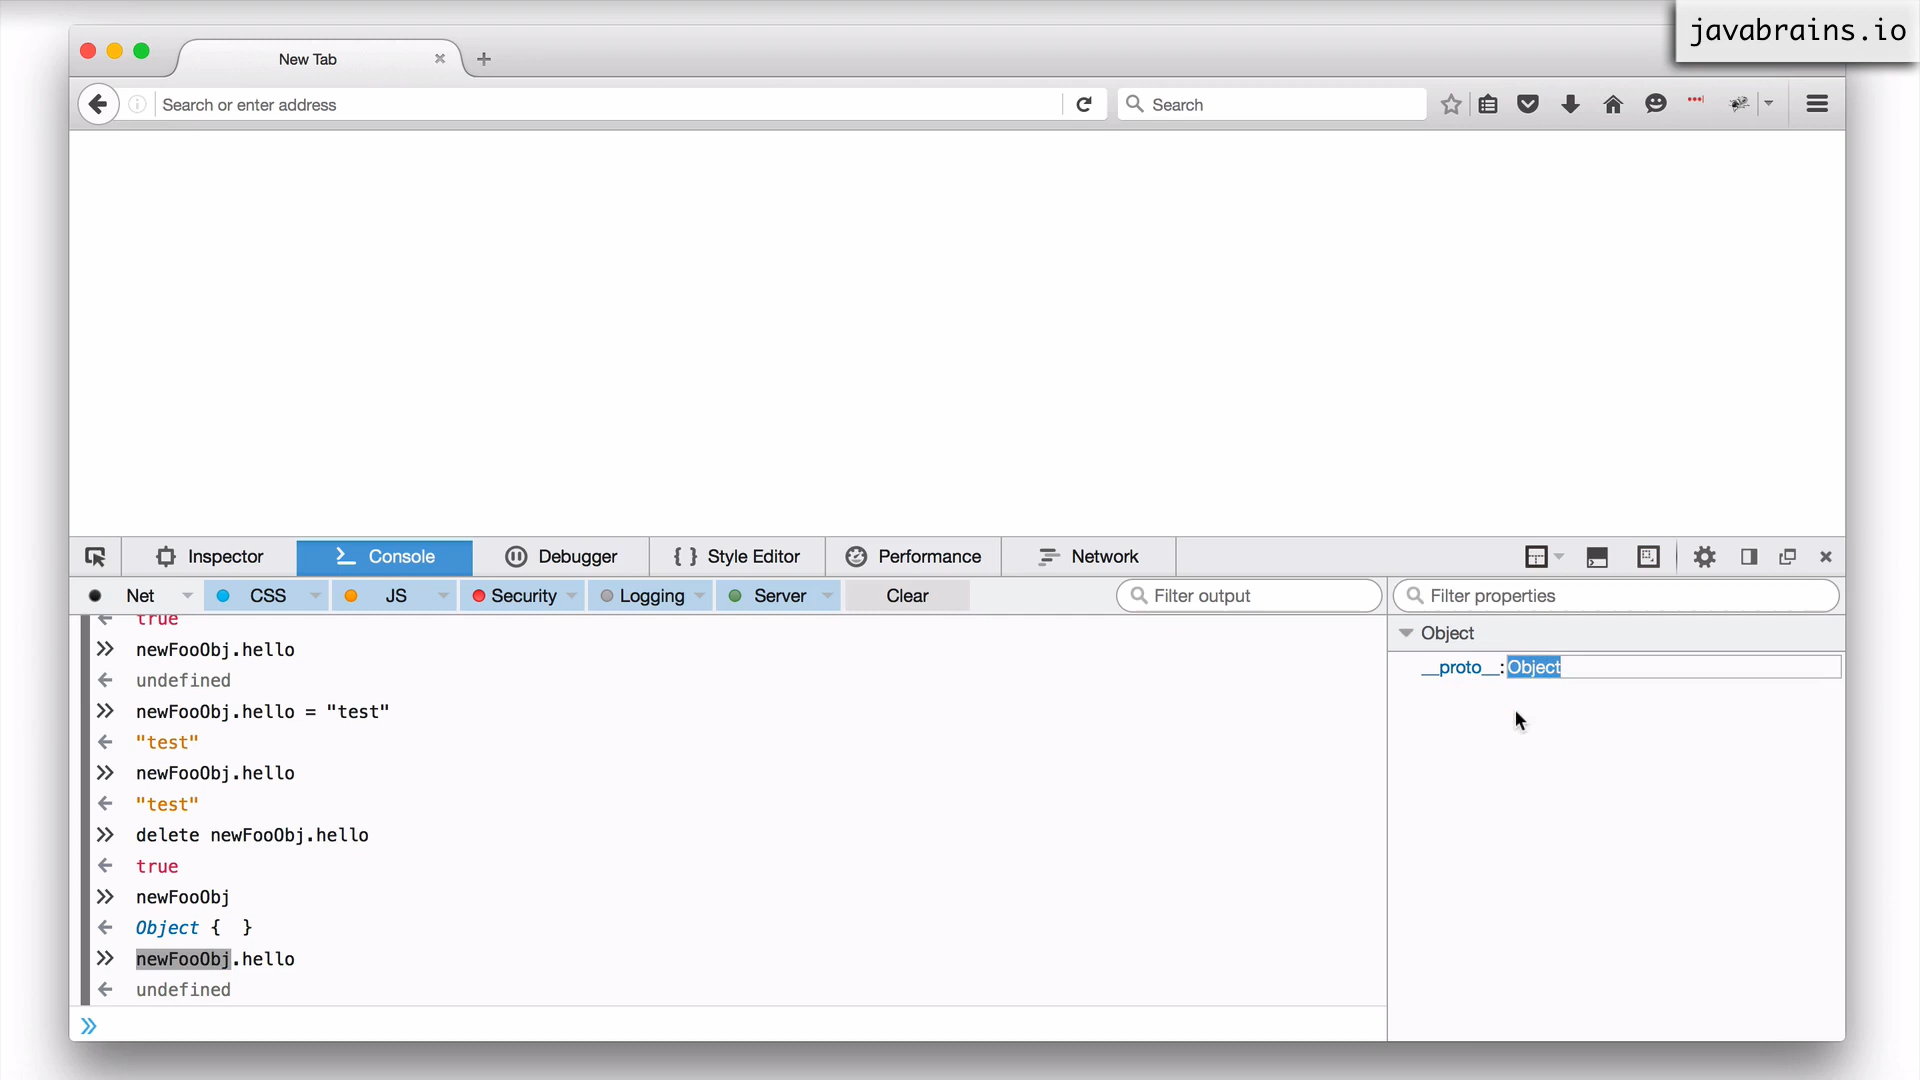 javabrains.io
New Tab
Search or enter address
Search
Inspector Console Debugger { } Style Editor Performance Network
Net CSS JS Security Logging Server Clear Filter output Filter properties
true
newFooObj.hello
undefined
newFooObj.hello = "test"
"test"
newFooObj.hello
"test"
delete newFooObj.hello
true
newFooObj
Object { }
newFooObj.hello
undefined
Object
__proto__: Object